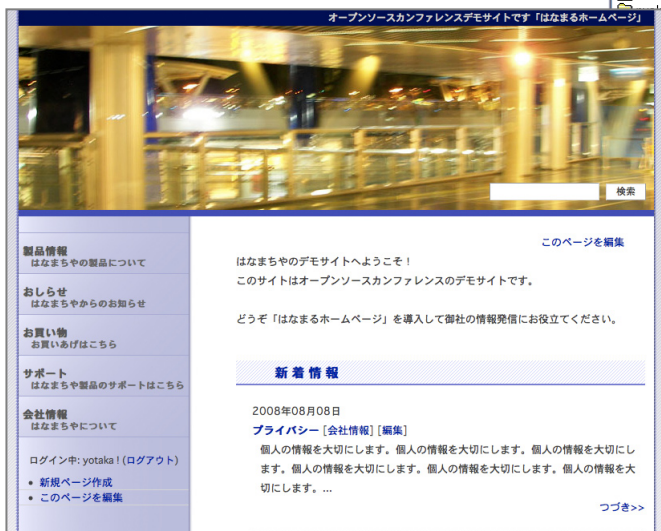 オープンソースカンファレンスデモサイトです「はなまるホームページ」
検索
製品情報
はなまちやの製品について
おしらせ
はなまちやからのお知らせ
お買い物
お買いあげはこちら
サポート
はなまちや製品のサポートはこちら
会社情報
はなまちやについて
ログイン中: yotaka ! (ログアウト)
• 新規ページ作成
• このページを編集
このページを編集
はなまちやのデモサイトへようこそ！
このサイトはオープンソースカンファレンスのデモサイトです。
どうぞ「はなまるホームページ」を導入して御社の情報発信にお役立てください。
新着情報
2008年08月08日
プライバシー [会社情報] [編集]
個人の情報を大切にします。個人の情報を大切にします。個人の情報を大切にし
ます。個人の情報を大切にします。個人の情報を大切にします。個人の情報を大
切にします。...
つづき>>